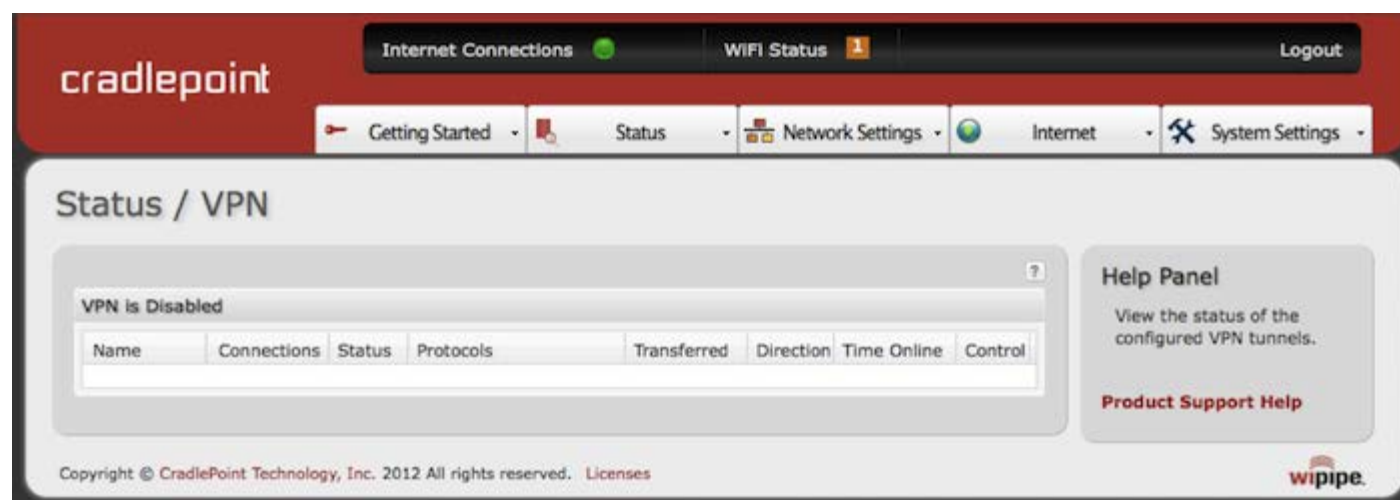 cradlepoint
Internet Connections WiFi Status 1 Logout
Getting Started Status Network Settings Internet System Settings
Status / VPN
?
VPN is Disabled
Name Connections Status Protocols Transferred Direction Time Online Control
Help Panel
View the status of the
configured VPN tunnels.
Product Support Help
Copyright © CradlePoint Technology, Inc. 2012 All rights reserved. Licenses
wipipe.